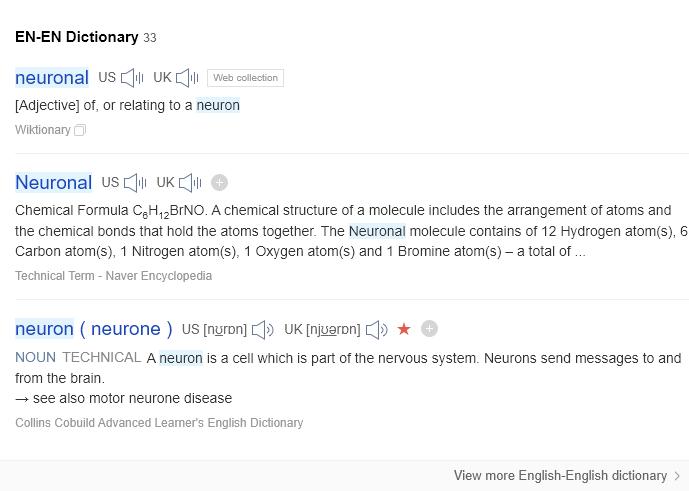 EN-EN Dictionary 33
neuronal US UK Web collection
[Adjective] of, or relating to a neuron
Wiktionary
Neuronal US UK
Chemical Formula C₆H₁₂BrNO. A chemical structure of a molecule includes the arrangement of atoms and
the chemical bonds that hold the atoms together. The Neuronal molecule contains of 12 Hydrogen atom(s), 6
Carbon atom(s), 1 Nitrogen atom(s), 1 Oxygen atom(s) and 1 Bromine atom(s) – a total of ...
Technical Term - Naver Encyclopedia
neuron ( neurone ) US [nʊrɒn] UK [njʊərɒn]
NOUN TECHNICAL A neuron is a cell which is part of the nervous system. Neurons send messages to and
from the brain.
→ see also motor neurone disease
Collins Cobuild Advanced Learner's English Dictionary
View more English-English dictionary >